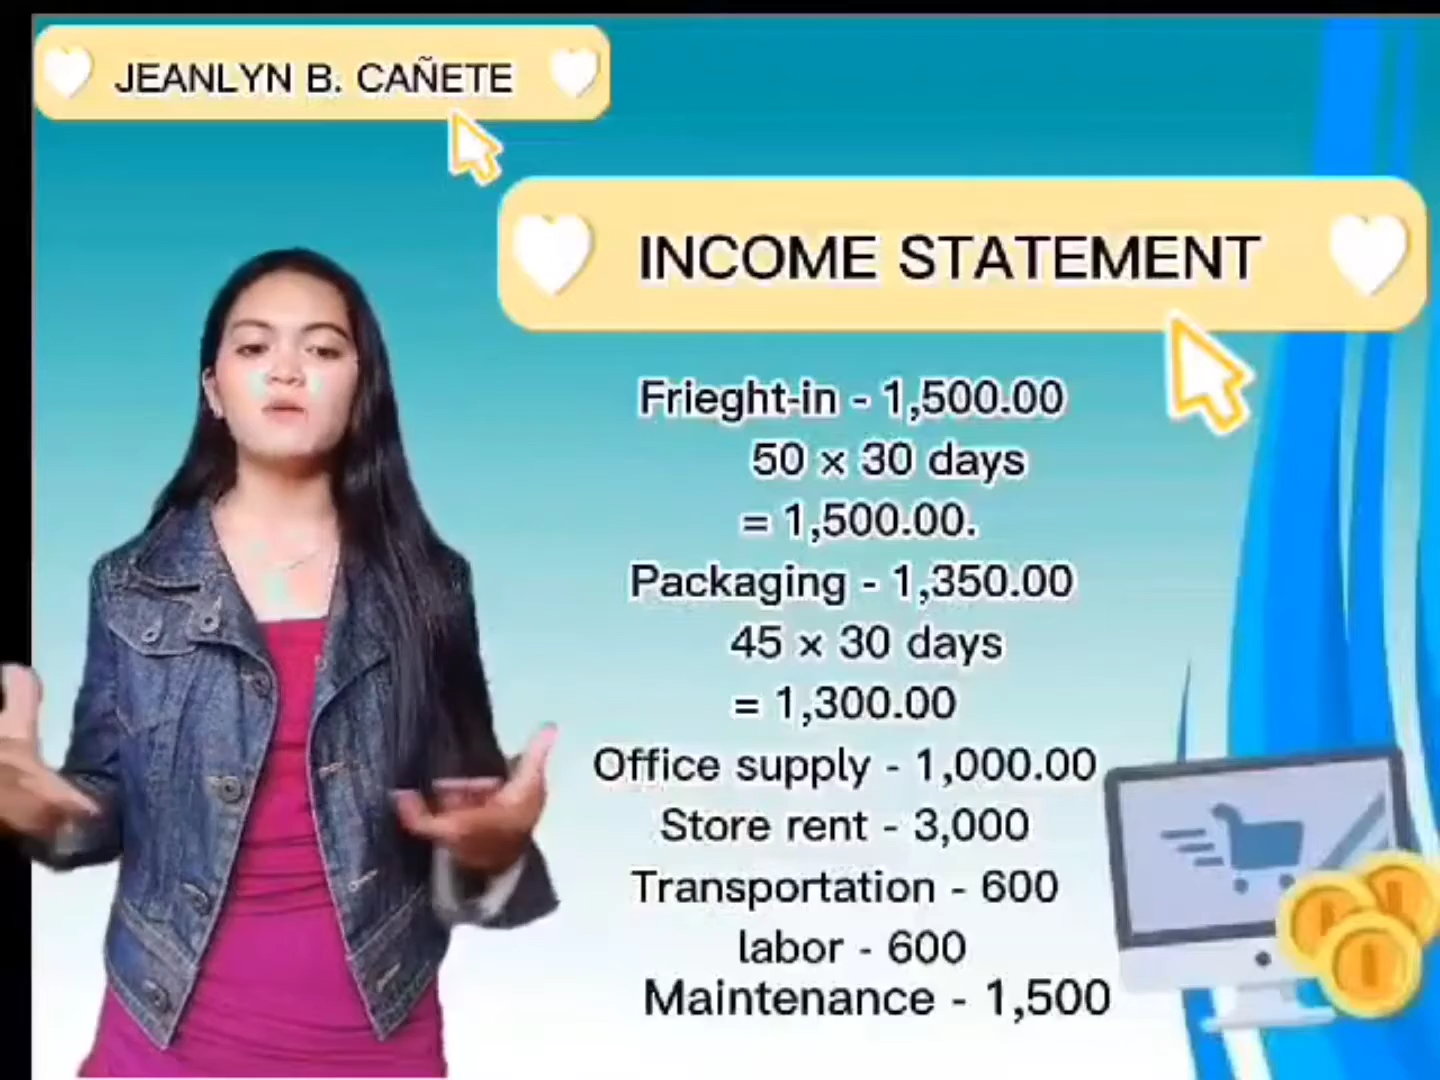 JEANLYN B. CAÑETE
INCOME STATEMENT
Frieght-in - 1,500.00
50 × 30 days
= 1,500.00.
Packaging - 1,350.00
45 × 30 days
= 1,300.00
Office supply - 1,000.00
Store rent - 3,000
Transportation - 600
labor - 600
Maintenance - 1,500